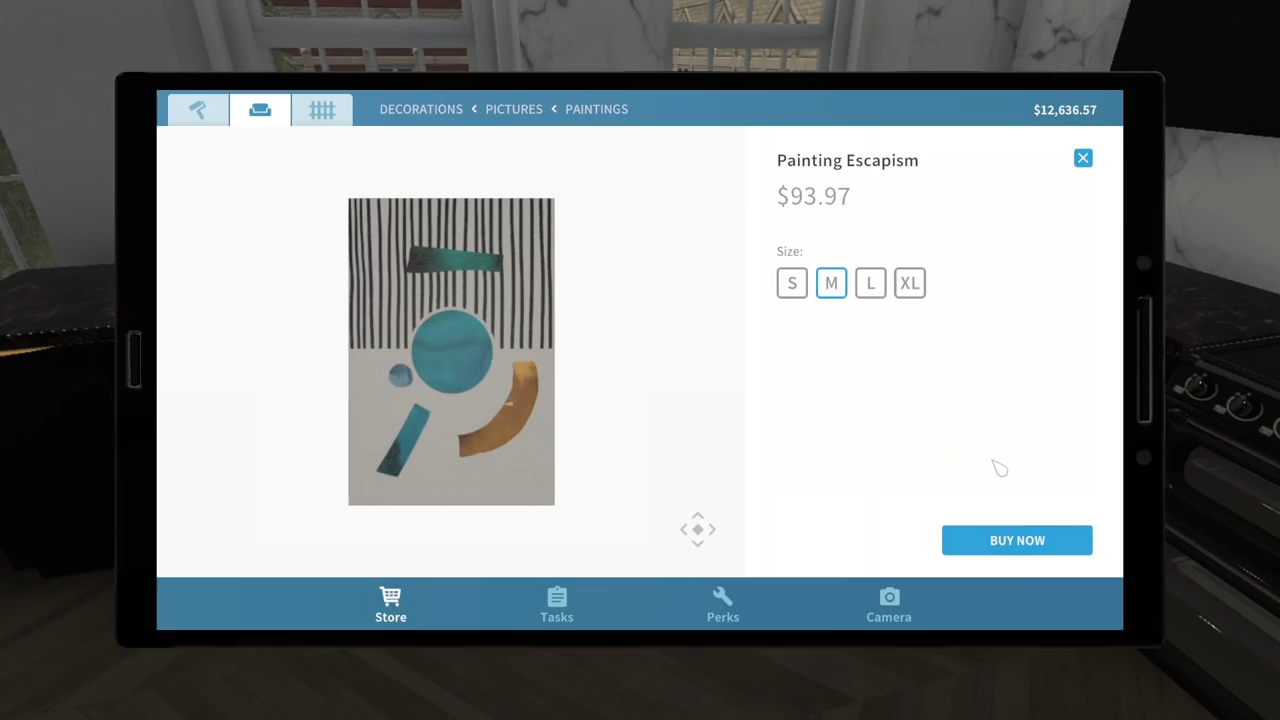 DECORATIONS < PICTURES < PAINTINGS
$12,636.57
Painting Escapism
$93.97
Size:
S M L XL
BUY NOW
Store Tasks Perks Camera